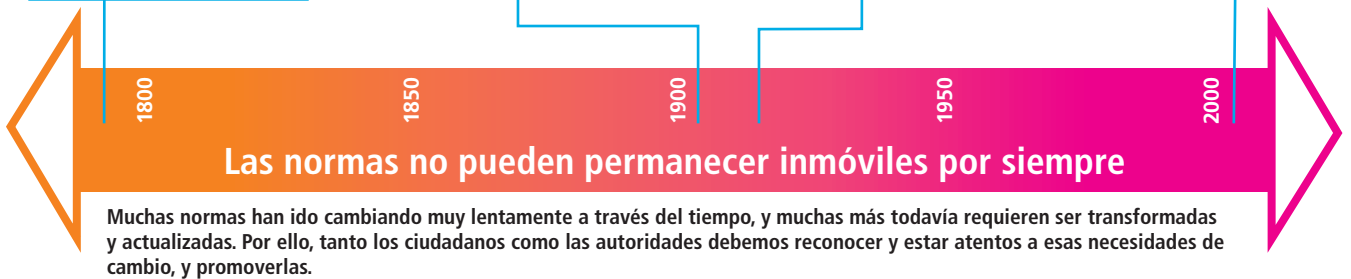 1800
1850
1900
1950
2000
Las normas no pueden permanecer inmóviles por siempre
Muchas normas han ido cambiando muy lentamente a través del tiempo, y muchas más todavía requieren ser transformadas
y actualizadas. Por ello, tanto los ciudadanos como las autoridades debemos reconocer y estar atentos a esas necesidades de
cambio, y promoverlas.